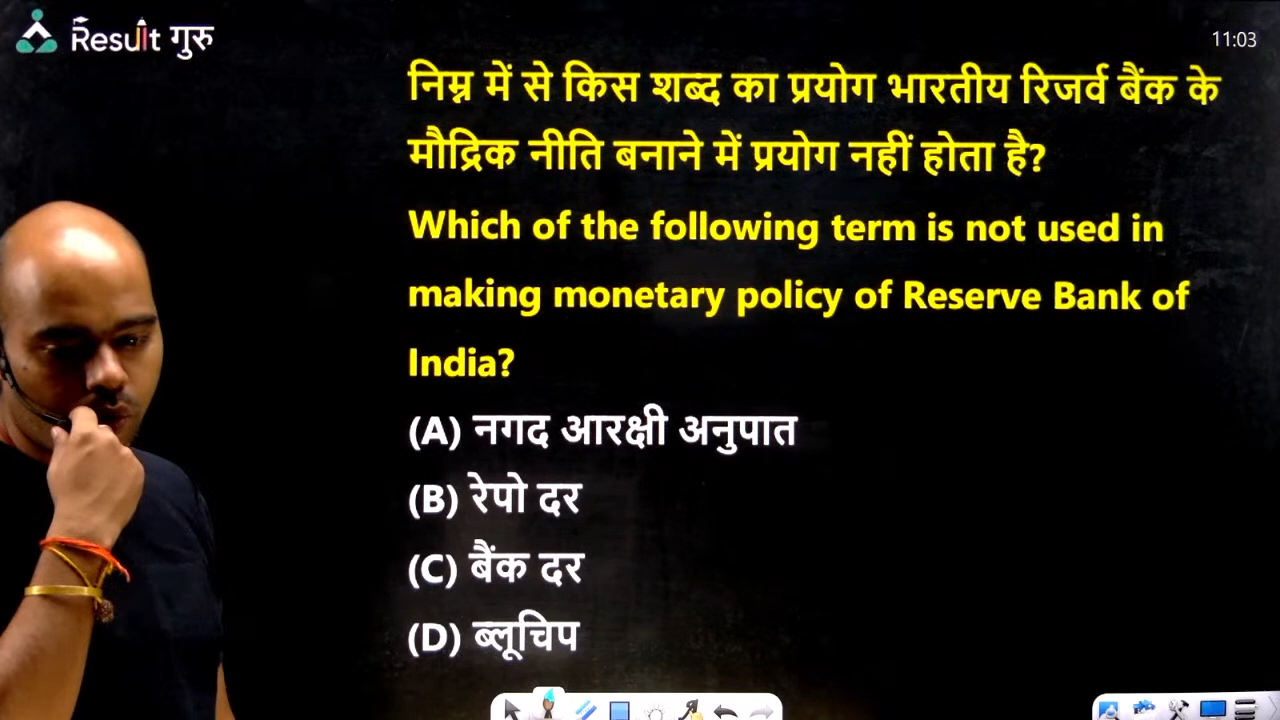 Result गुरु
11:03
निम्न में से किस शब्द का प्रयोग भारतीय रिजर्व बैंक के
मौद्रिक नीति बनाने में प्रयोग नहीं होता है?
Which of the following term is not used in
making monetary policy of Reserve Bank of
India?
(A) नगद आरक्षी अनुपात
(B) रेपो दर
(C) बैंक दर
(D) ब्लूचिप